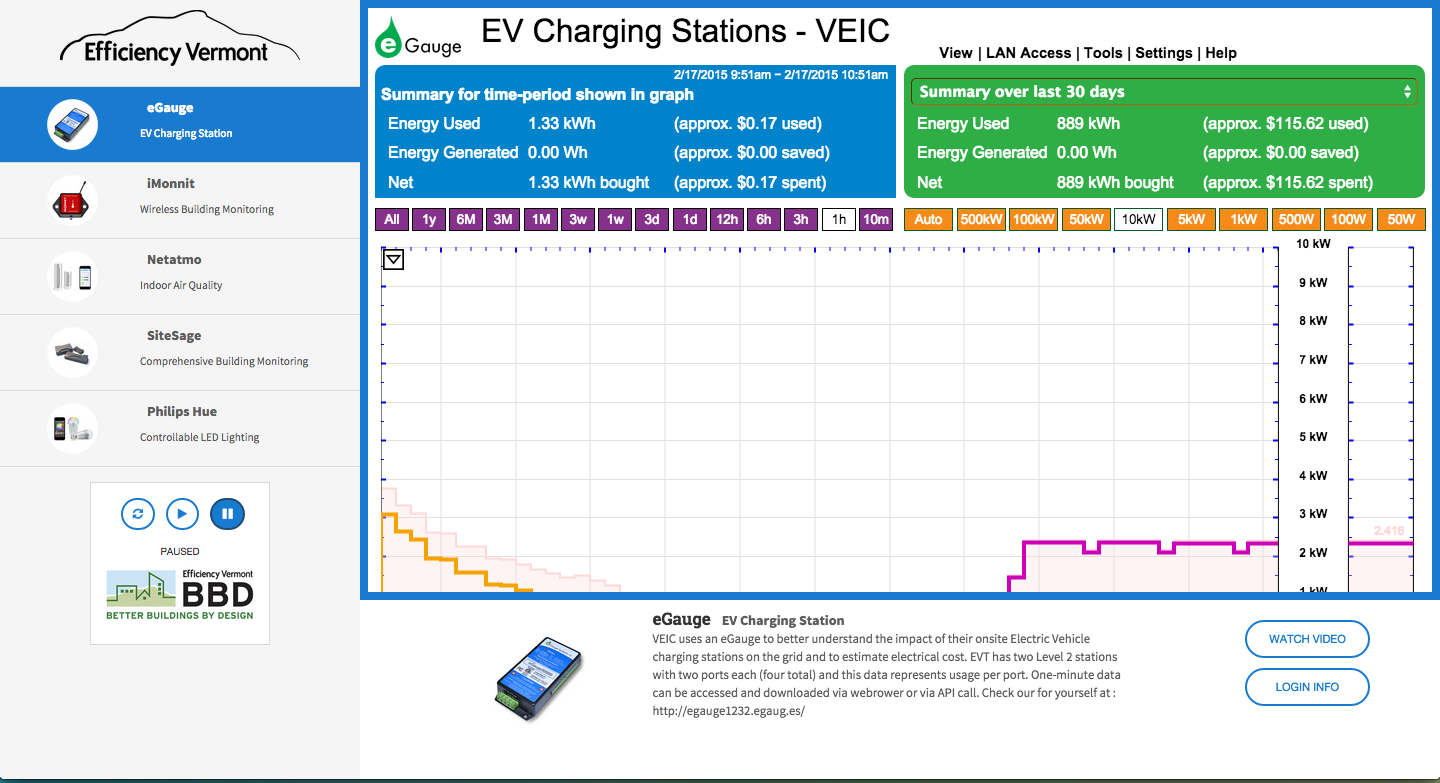 Efficiency Vermont
eGauge
EV Charging Station
iMonnit
Wireless Building Monitoring
Netatmo
Indoor Air Quality
SiteSage
Comprehensive Building Monitoring
Philips Hue
Controllable LED Lighting
PAUSED
Efficiency Vermont
BBD
BETTER BUILDINGS BY DESIGN
eGauge
EV Charging Stations - VEIC
View | LAN Access | Tools | Settings | Help
2/17/2015 9:51am − 2/17/2015 10:51am
Summary for time-period shown in graph
Energy Used 1.33 kWh (approx. $0.17 used)
Energy Generated 0.00 Wh (approx. $0.00 saved)
Net 1.33 kWh bought (approx. $0.17 spent)
Summary over last 30 days
Energy Used 889 kWh (approx. $115.62 used)
Energy Generated 0.00 Wh (approx. $0.00 saved)
Net 889 kWh bought (approx. $115.62 spent)
All 1y 6M 3M 1M 3w 1w 3d 1d 12h 6h 3h 1h 10m
Auto 500kW 100kW 50kW 10kW 5kW 1kW 500W 100W 50W
10 kW
9 kW
8 kW
7 kW
6 kW
5 kW
4 kW
3 kW
2.416
2 kW
1 kW
eGauge EV Charging Station
VEIC uses an eGauge to better understand the impact of their onsite Electric Vehicle
charging stations on the grid and to estimate electrical cost. EVT has two Level 2 stations
with two ports each (four total) and this data represents usage per port. One-minute data
can be accessed and downloaded via webrower or via API call. Check our for yourself at :
http://egauge1232.egaug.es/
WATCH VIDEO
LOGIN INFO